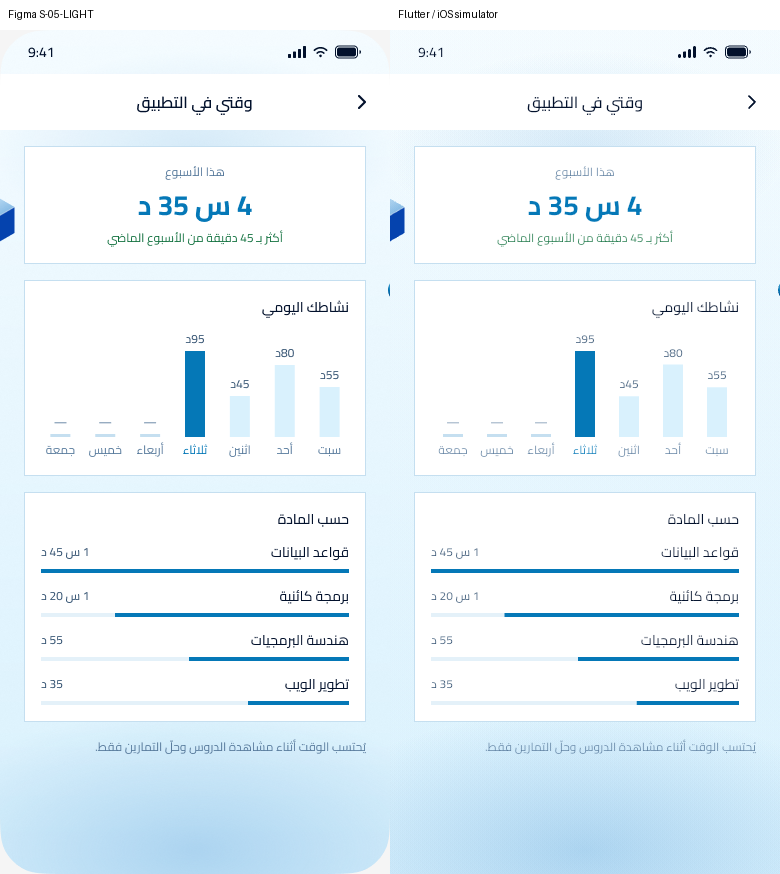 Figma S-05-LIGHT
9:41
وقتي في التطبيق
هذا الأسبوع
4 س 35 د
أكثر بـ 45 دقيقة من الأسبوع الماضي
نشاطك اليومي
55د
80د
45د
95د
—
—
—
سبت
أحد
اثنين
ثلاثاء
أربعاء
خميس
جمعة
حسب المادة
قواعد البيانات 1 س 45 د
برمجة كائنية 1 س 20 د
هندسة البرمجيات 55 د
تطوير الويب 35 د
يُحتسب الوقت أثناء مشاهدة الدروس وحلّ التمارين فقط.
Flutter / iOS simulator
9:41
وقتي في التطبيق
هذا الأسبوع
4 س 35 د
أكثر بـ 45 دقيقة من الأسبوع الماضي
نشاطك اليومي
55د
80د
45د
95د
—
—
—
سبت
أحد
اثنين
ثلاثاء
أربعاء
خميس
جمعة
حسب المادة
قواعد البيانات 1 س 45 د
برمجة كائنية 1 س 20 د
هندسة البرمجيات 55 د
تطوير الويب 35 د
يُحتسب الوقت أثناء مشاهدة الدروس وحلّ التمارين فقط.